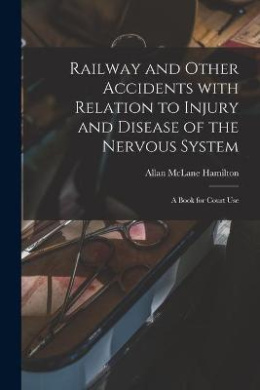 Railway and Other
Accidents with
Relation to Injury
and Disease of the
Nervous System
Allan McLane Hamilton
A Book for Court Use